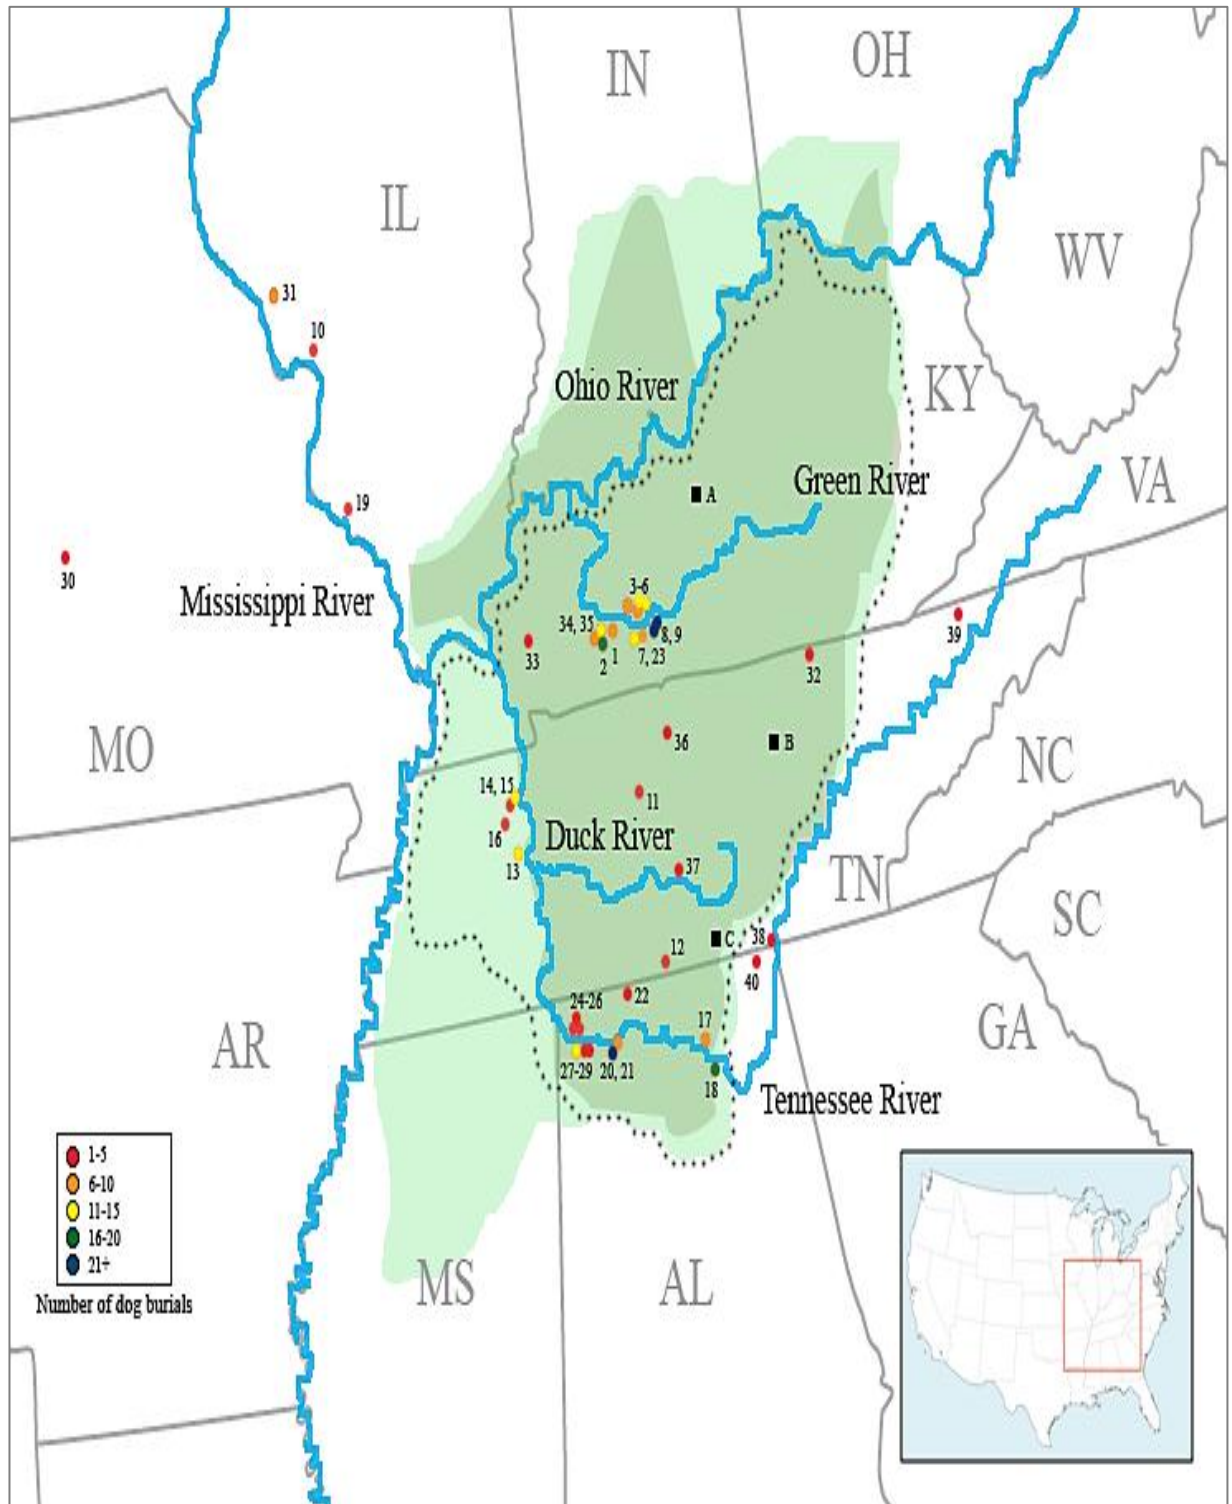 IN
OH
IL
WV
31
10
Ohio River
KY
Green River
VA
A
19
30
Mississippi River
3-6
34, 35
1
8, 9
2
7, 23
33
39
32
36
B
MO
NC
14, 15
11
16
Duck River
13
37
TN
SC
C
38
12
40
22
24-26
17
GA
AR
27-29
20, 21
18
Tennessee River
1-5
6-10
11-15
16-20
21+
Number of dog burials
MS
AL